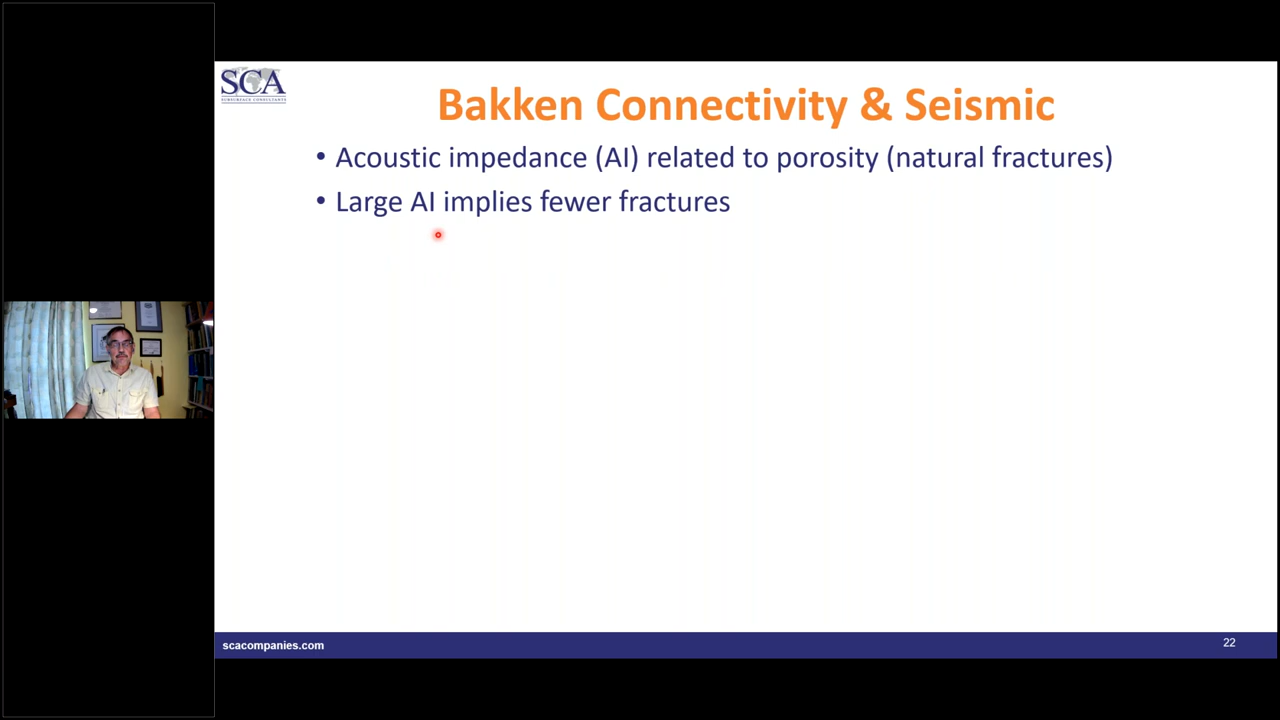 SCA
SUBSURFACE CONSULTANTS
Bakken Connectivity & Seismic
• Acoustic impedance (AI) related to porosity (natural fractures)
• Large AI implies fewer fractures
scacompanies.com
22